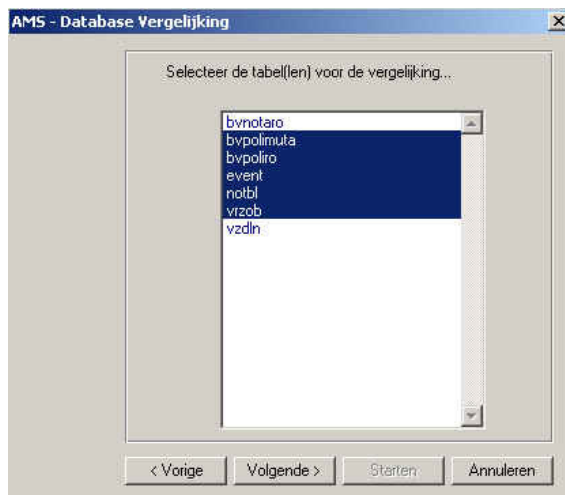 AMS - Database Vergelijking
Selecteer de tabel(len) voor de vergelijking...
bvnotaro
bvpolimuta
bvpoliro
event
notbl
vrzob
vzdln
< Vorige
Volgende >
Starten
Annuleren